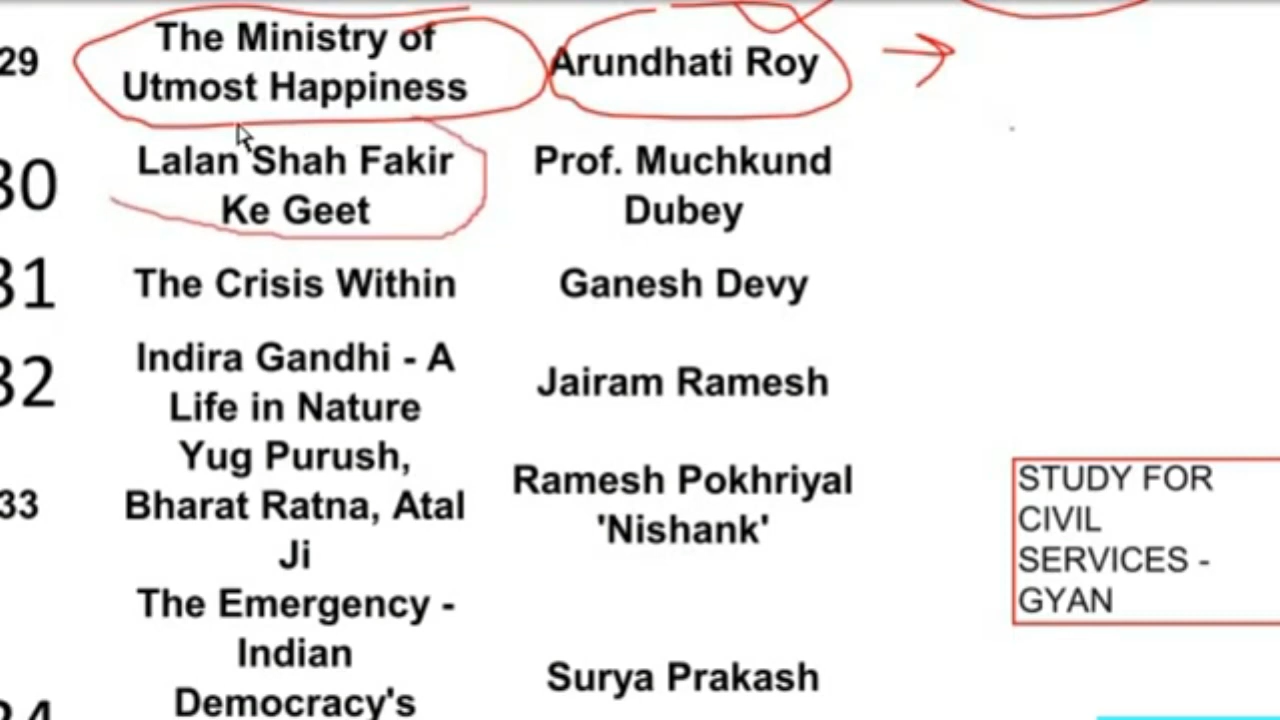 29 The Ministry of Utmost Happiness Arundhati Roy
30 Lalan Shah Fakir Ke Geet Prof. Muchkund Dubey
31 The Crisis Within Ganesh Devy
32 Indira Gandhi - A Life in Nature Jairam Ramesh
33 Yug Purush, Bharat Ratna, Atal Ji Ramesh Pokhriyal 'Nishank'
34 The Emergency - Indian Democracy's Surya Prakash
STUDY FOR
CIVIL
SERVICES -
GYAN